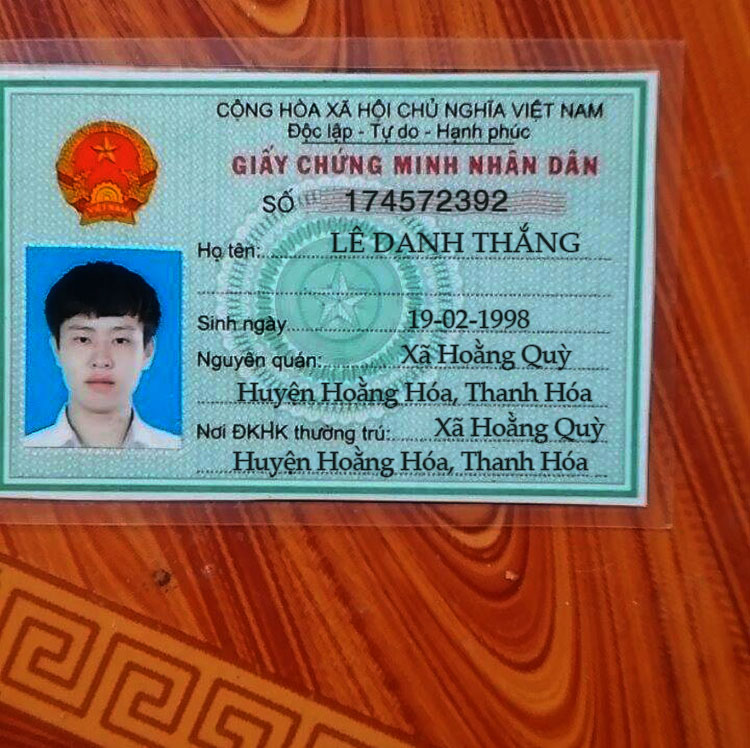 CỘNG HÒA XÃ HỘI CHỦ NGHĨA VIỆT NAM
Độc lập - Tự do - Hạnh phúc
GIẤY CHỨNG MINH NHÂN DÂN
SỐ 174572392
Họ tên: LÊ DANH THẮNG
Sinh ngày 19-02-1998
Nguyên quán: Xã Hoằng Quỳ
Huyện Hoằng Hóa, Thanh Hóa
Nơi ĐKHK thường trú: Xã Hoằng Quỳ
Huyện Hoằng Hóa, Thanh Hóa